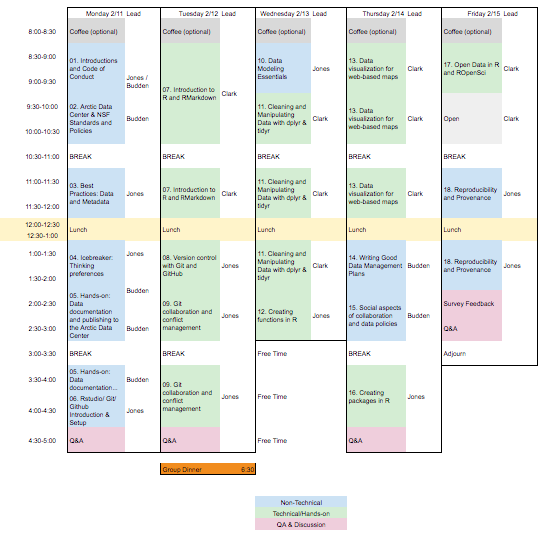 Monday 2/11 Lead Tuesday 2/12 Lead Wednesday 2/13 Lead Thursday 2/14 Lead Friday 2/15 Lead
8:00-8:30 Coffee (optional) Coffee (optional) Coffee (optional) Coffee (optional) Coffee (optional)
8:30-9:00
9:00-9:30
01. Introductions
and Code of
Conduct
Jones /
Budden
07. Introduction to
R and RMarkdown
Clark
10. Data
Modeling
Essentials
Jones
13. Data
visualization for
web-based maps
Clark
17. Open Data in R
and ROpenSci
Clark
9:30-10:00
10:00-10:30
02. Arctic Data
Center & NSF
Standards and
Policies
Budden
11. Cleaning and
Manipulating
Data with dplyr &
tidyr
Clark
13. Data
visualization for
web-based maps
Clark
Open
Clark
10:30-11:00 BREAK BREAK BREAK BREAK BREAK
11:00-11:30
11:30-12:00
03. Best
Practices: Data
and Metadata
Jones
07. Introduction to
R and RMarkdown
Clark
11. Cleaning and
Manipulating
Data with dplyr &
tidyr
Clark
13. Data
visualization for
web-based maps
Clark
18. Reproducibility
and Provenance
Jones
12:00-12:30
12:30-1:00
Lunch Lunch Lunch Lunch Lunch
1:00-1:30
1:30-2:00
04. Icebreaker:
Thinking
preferences
Jones
08. Version control
with Git and
GitHub
Jones
11. Cleaning and
Manipulating
Data with dplyr &
tidyr
Clark
14. Writing Good
Data Management
Plans
Budden
18. Reproducibility
and Provenance
Jones
2:00-2:30
2:30-3:00
05. Hands-on:
Data
documentation
and publishing to
the Arctic Data
Center
Budden
09. Git
collaboration and
conflict
management
Jones
12. Creating
functions in R
Jones
15. Social aspects
of collaboration
and data policies
Budden
Survey Feedback
Q&A
3:00-3:30 BREAK BREAK Free Time BREAK Adjourn
3:30-4:00
4:00-4:30
05. Hands-on:
Data
documentation...
Budden
06. Rstudio/ Git/
Github
Introduction &
Setup
Jones
09. Git
collaboration and
conflict
management
Jones
Free Time
16. Creating
packages in R
Jones
4:30-5:00 Q&A Q&A Free Time Q&A
Group Dinner 6:30
Non-Technical
Technical/Hands-on
QA & Discussion